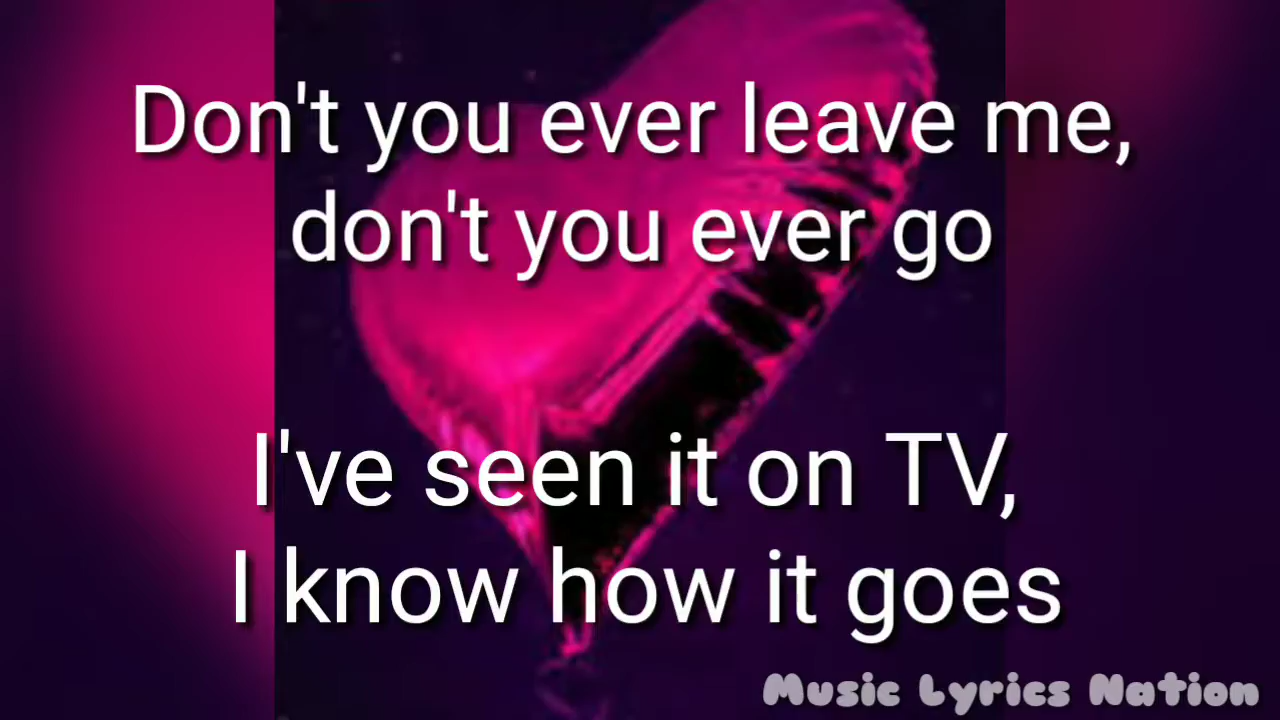 Don't you ever leave me,
don't you ever go
I've seen it on TV,
I know how it goes
Music Lyrics Nation